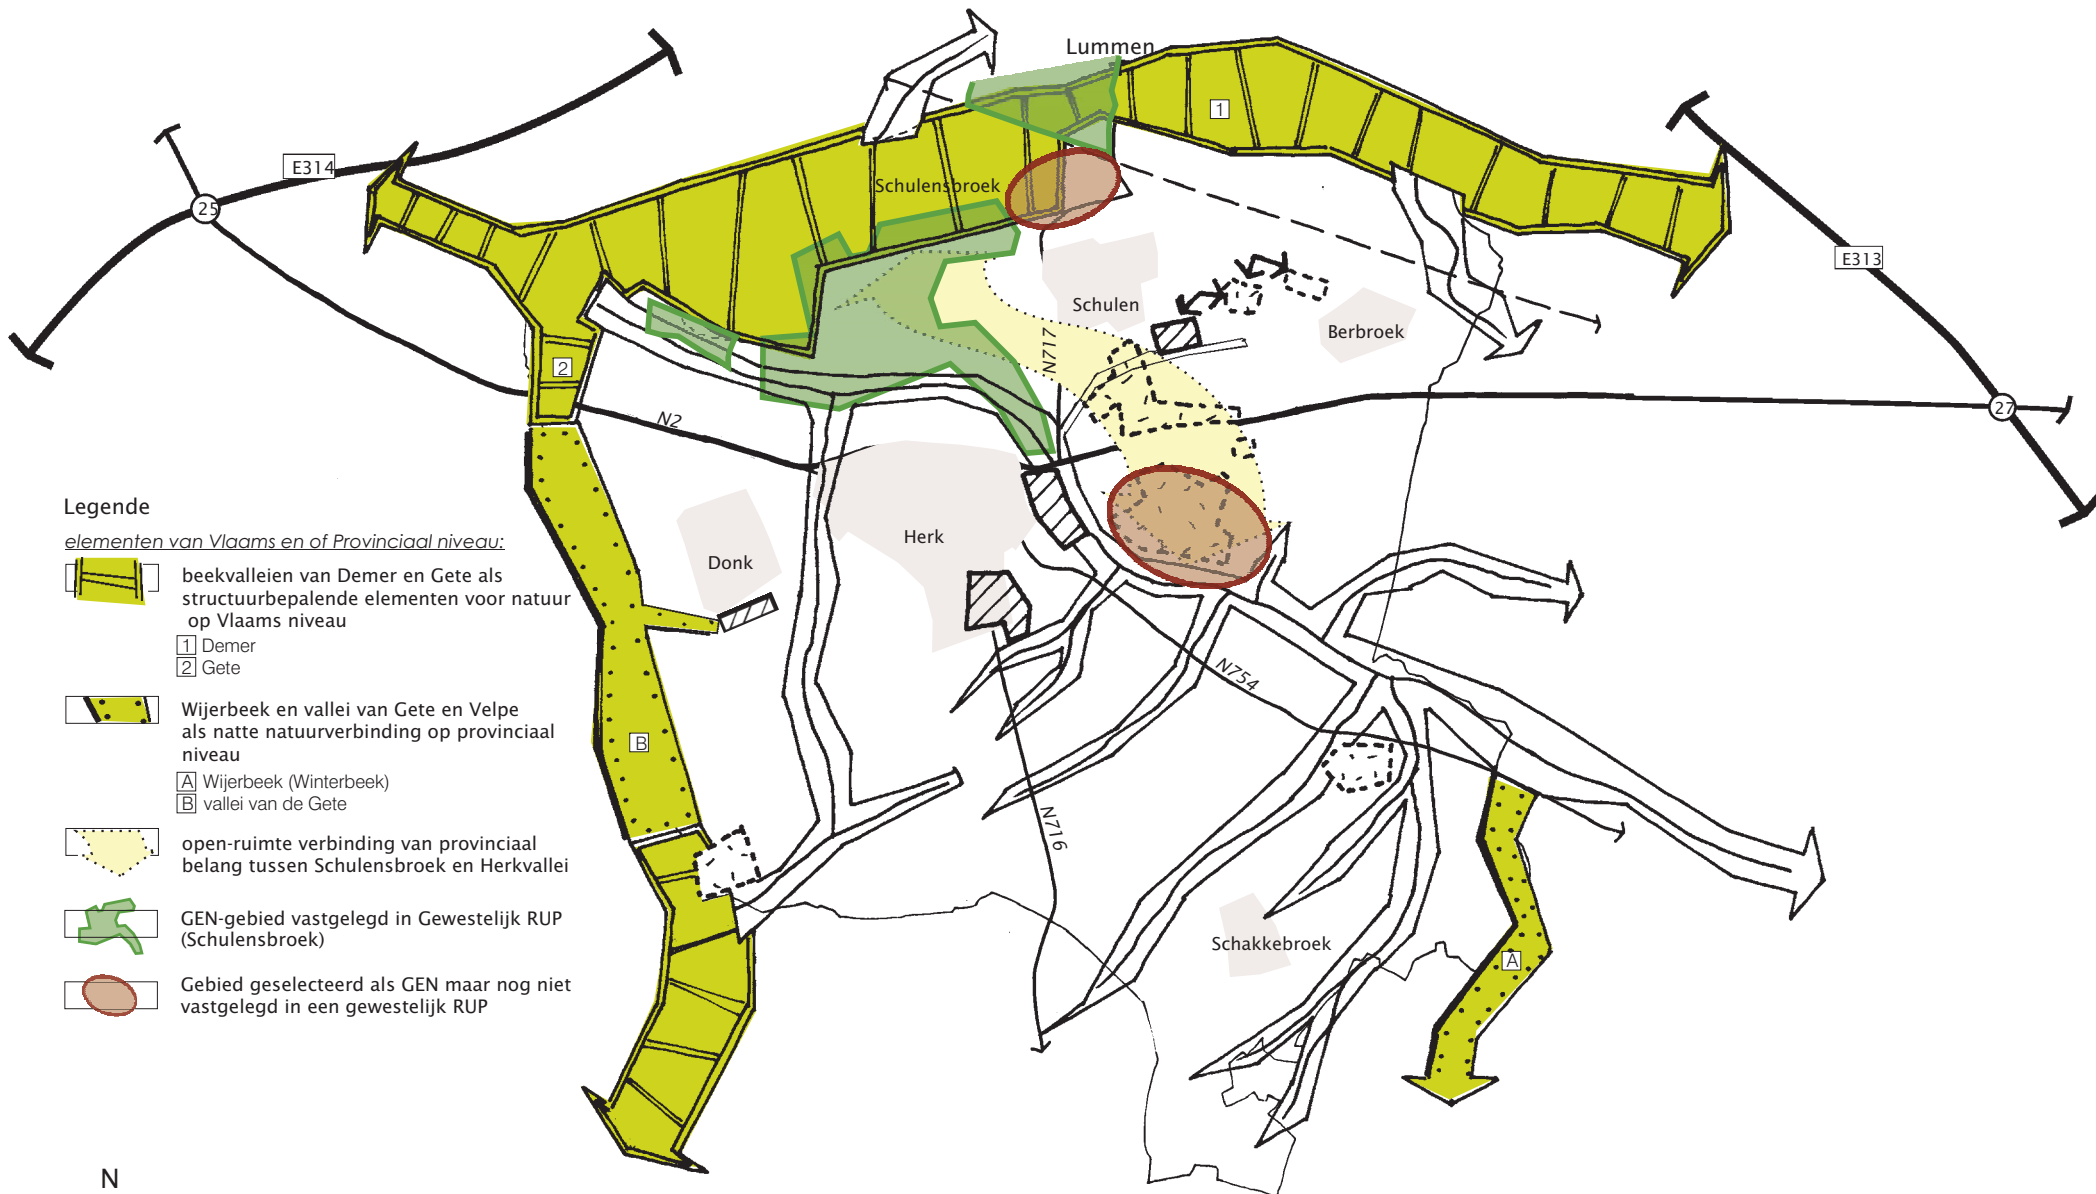 Lummen
1
E314
25
Schulensbroek
E313
Schulen
Berbroek
N717
2
27
N2
Herk
Donk
N754
B
N716
Schakkebroek
A
Legende
elementen van Vlaams en of Provinciaal niveau:
beekvalleien van Demer en Gete als
structuurbepalende elementen voor natuur
op Vlaams niveau
1 Demer
2 Gete
Wijerbeek en vallei van Gete en Velpe
als natte natuurverbinding op provinciaal
niveau
A Wijerbeek (Winterbeek)
B vallei van de Gete
open-ruimte verbinding van provinciaal
belang tussen Schulensbroek en Herkvallei
GEN-gebied vastgelegd in Gewestelijk RUP
(Schulensbroek)
Gebied geselecteerd als GEN maar nog niet
vastgelegd in een gewestelijk RUP
N